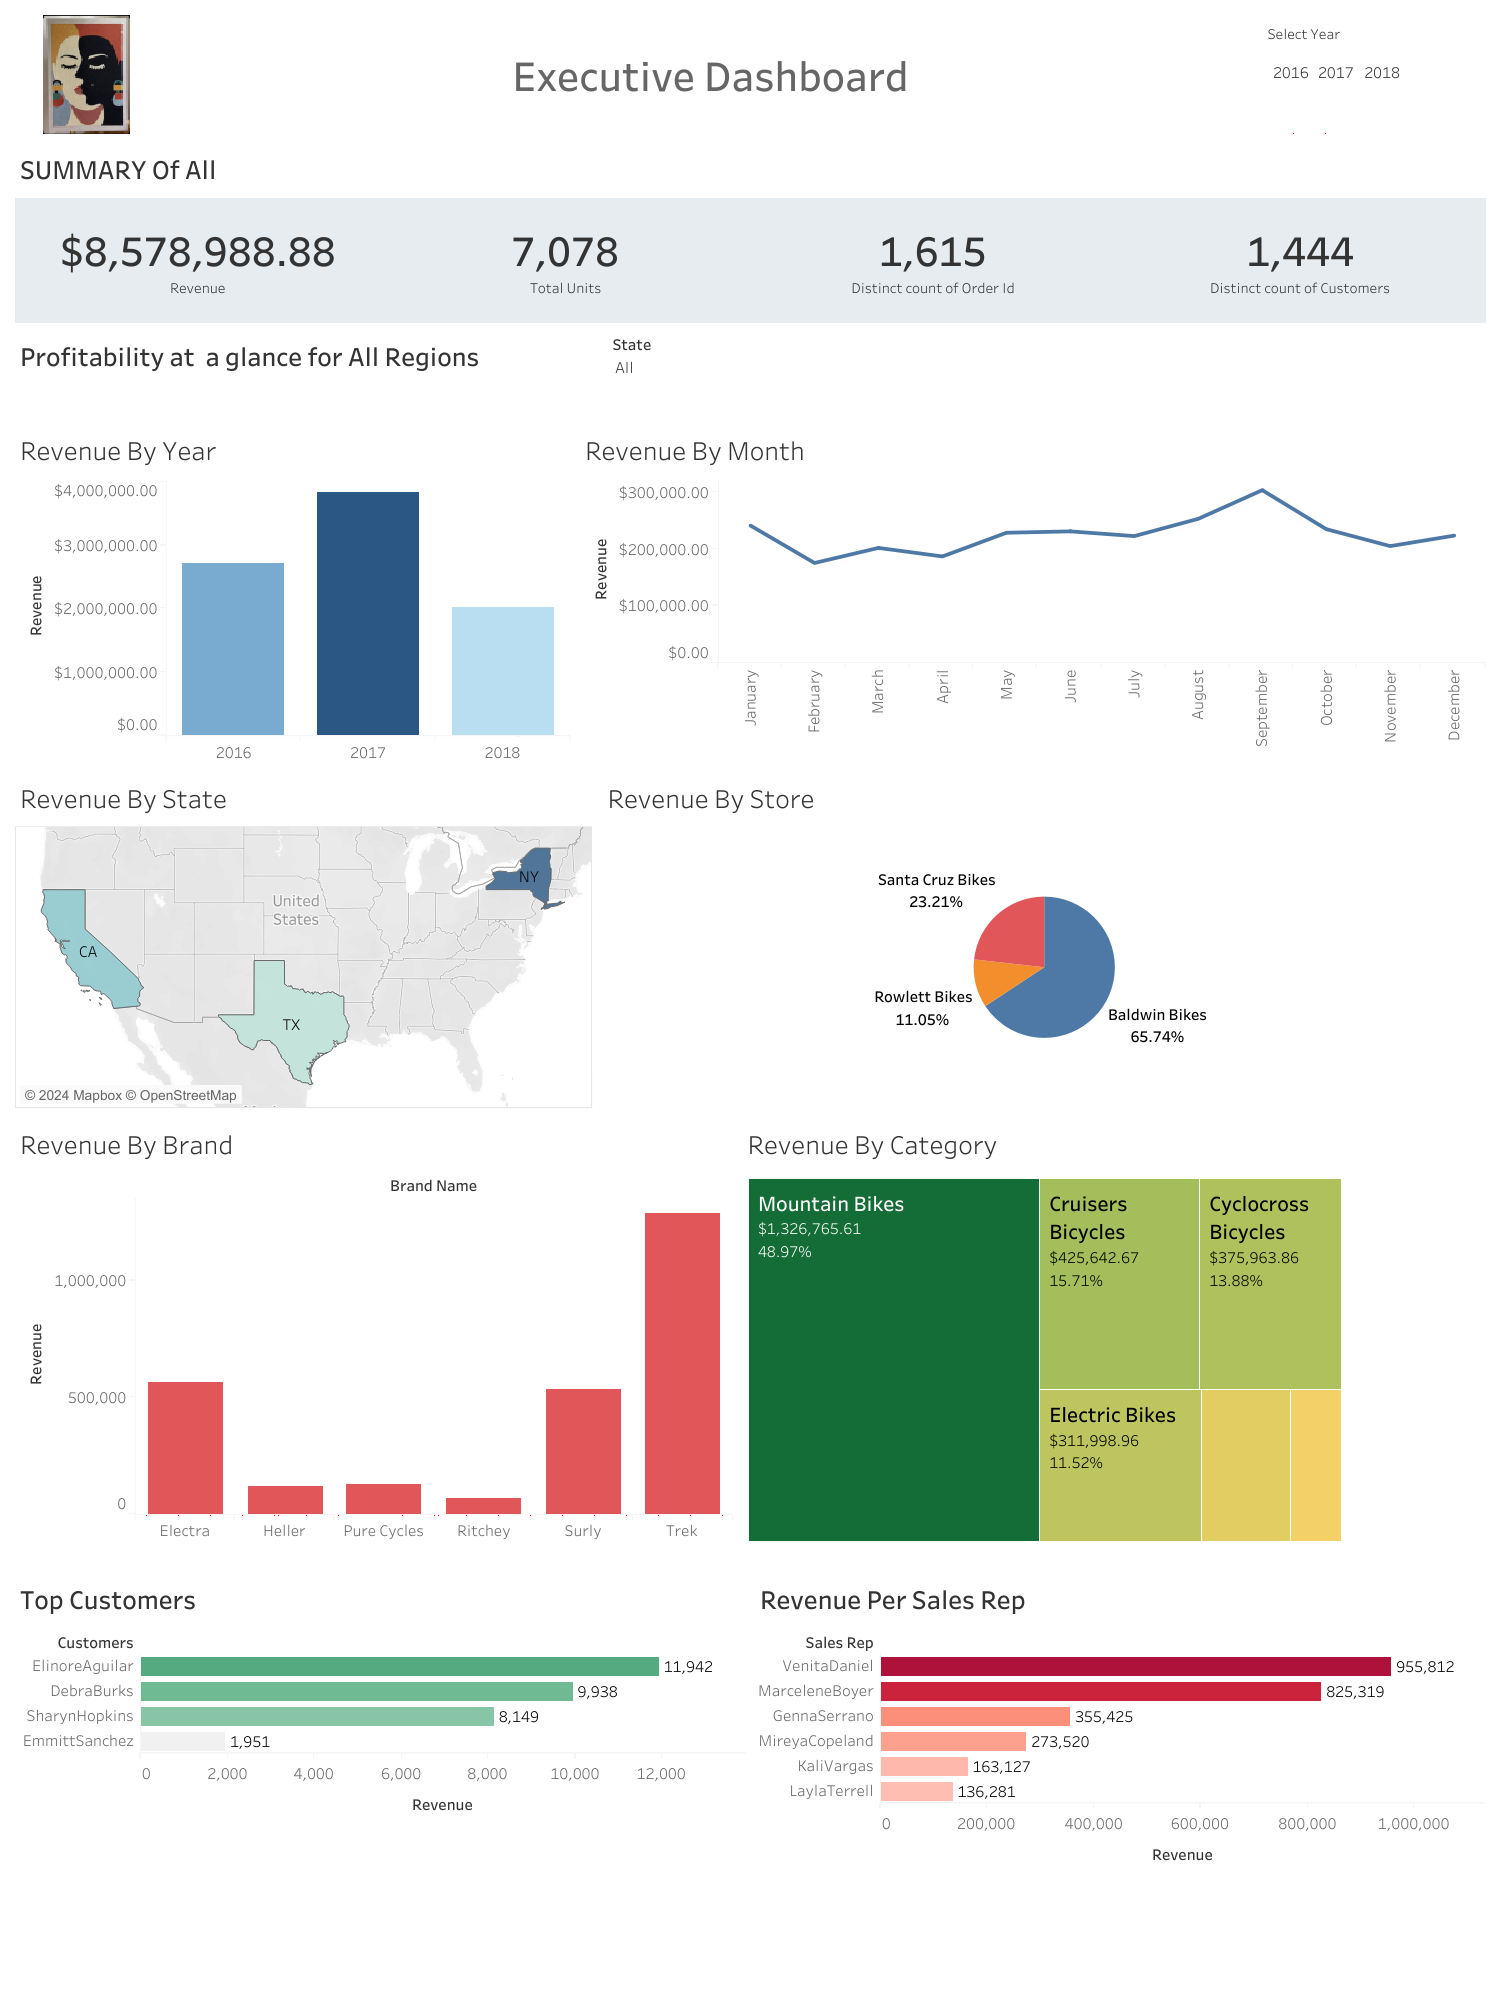 Executive Dashboard
Select Year
2016 2017 2018
SUMMARY Of All
$8,578,988.88
Revenue
7,078
Total Units
1,615
Distinct count of Order Id
1,444
Distinct count of Customers
Profitability at  a glance for All Regions
State
All
Revenue By Year
$4,000,000.00
$3,000,000.00
$2,000,000.00
$1,000,000.00
$0.00
Revenue
2016 2017 2018
Revenue By Month
$300,000.00
$200,000.00
$100,000.00
$0.00
Revenue
January
February
March
April
May
June
July
August
September
October
November
December
Revenue By State
United
States
NY
CA
TX
© 2024 Mapbox © OpenStreetMap
Revenue By Store
Santa Cruz Bikes
23.21%
Rowlett Bikes
11.05%
Baldwin Bikes
65.74%
Revenue By Brand
Brand Name
1,000,000
500,000
0
Revenue
Electra Heller Pure Cycles Ritchey Surly Trek
Revenue By Category
Mountain Bikes
$1,326,765.61
48.97%
Cruisers
Bicycles
$425,642.67
15.71%
Cyclocross
Bicycles
$375,963.86
13.88%
Electric Bikes
$311,998.96
11.52%
Top Customers
Customers
ElinoreAguilar 11,942
DebraBurks 9,938
SharynHopkins 8,149
EmmittSanchez 1,951
0 2,000 4,000 6,000 8,000 10,000 12,000
Revenue
Revenue Per Sales Rep
Sales Rep
VenitaDaniel 955,812
MarceleneBoyer 825,319
GennaSerrano 355,425
MireyaCopeland 273,520
KaliVargas 163,127
LaylaTerrell 136,281
0 200,000 400,000 600,000 800,000 1,000,000
Revenue